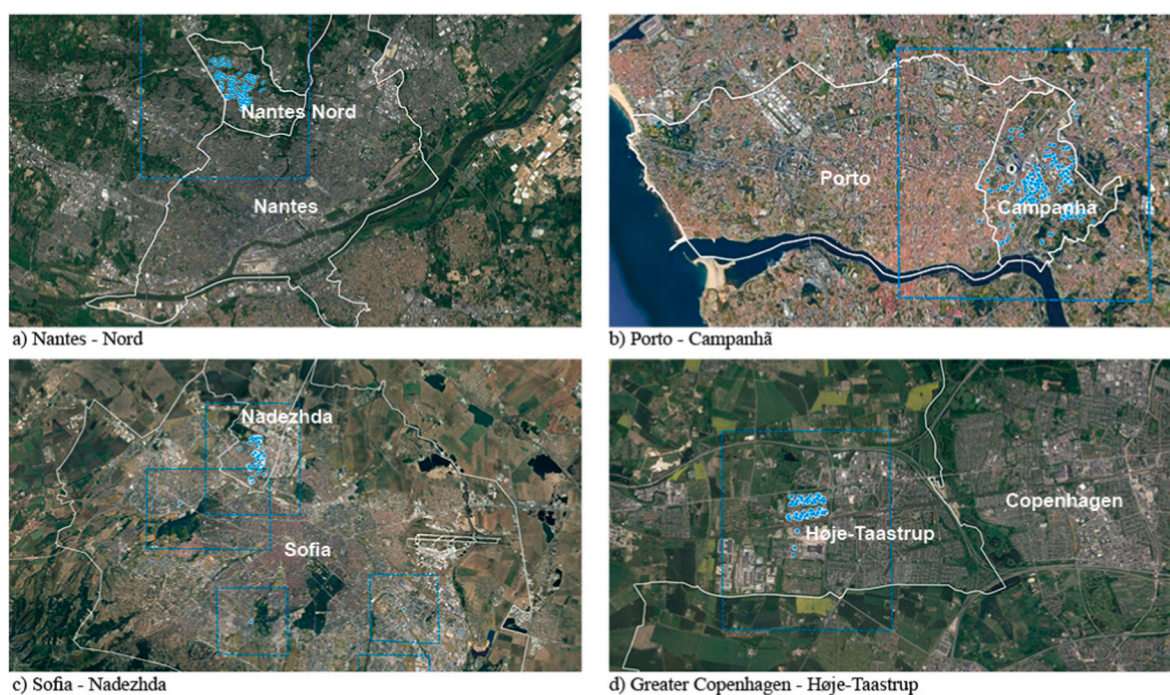 Nantes Nord
Nantes
a) Nantes - Nord
Porto
Campanhã
b) Porto - Campanhã
Nadezhda
Sofia
c) Sofia - Nadezhda
Copenhagen
Høje-Taastrup
d) Greater Copenhagen - Høje-Taastrup